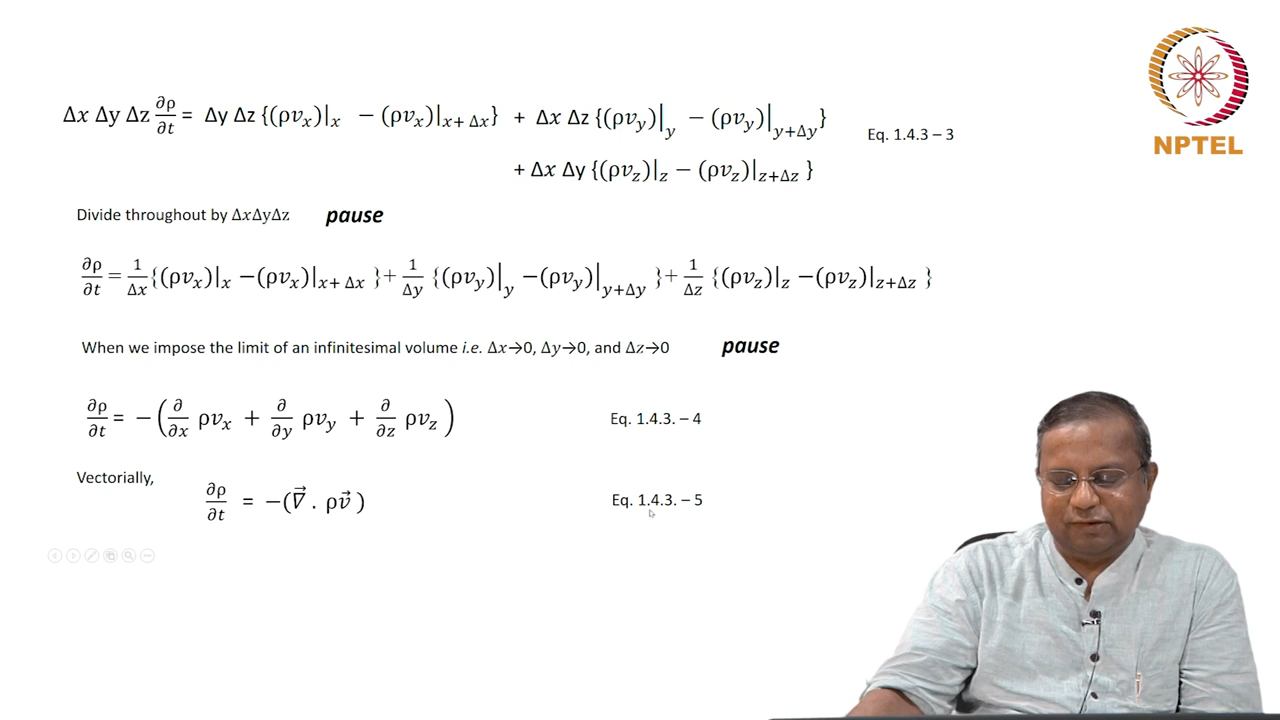 Δx Δy Δz ∂ρ/∂t = Δy Δz {(ρvₓ)|ₓ − (ρvₓ)|ₓ₊ Δₓ} + Δx Δz {(ρv_y)|_y − (ρv_y)|_{y+Δy}} Eq. 1.4.3 – 3
+ Δx Δy {(ρv_z)|_z − (ρv_z)|_{z+Δz} }
NPTEL
Divide throughout by ΔxΔyΔz pause
∂ρ/∂t = 1/Δx {(ρv_x)|_x −(ρv_x)|_{x+ Δx} }+ 1/Δy {(ρv_y)|_y −(ρv_y)|_{y+Δy} }+ 1/Δz {(ρv_z)|_z −(ρv_z)|_{z+Δz} }
When we impose the limit of an infinitesimal volume i.e. Δx→0, Δy→0, and Δz→0 pause
∂ρ/∂t = − (∂/∂x ρv_x + ∂/∂y ρv_y + ∂/∂z ρv_z) Eq. 1.4.3. – 4
Vectorially,
∂ρ/∂t = −(∇⃗ . ρv⃗ ) Eq. 1.4.3. – 5